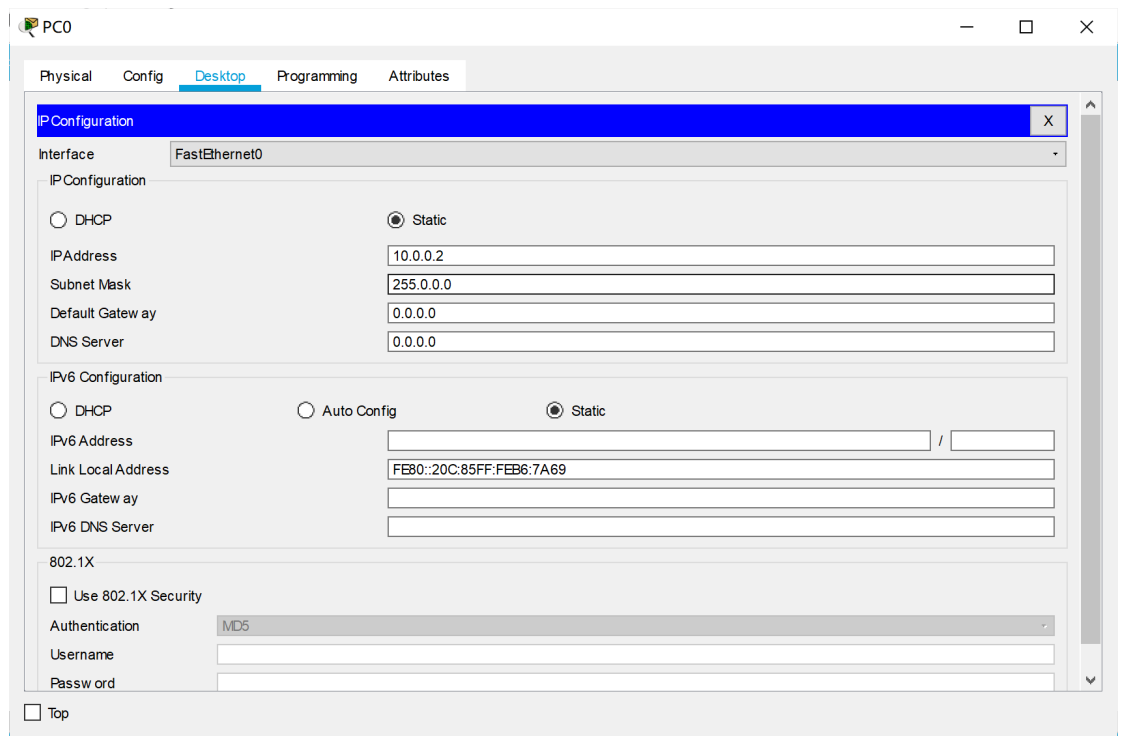 PC0
Physical Config Desktop Programming Attributes
IP Configuration X
Interface FastEthernet0
IP Configuration
DHCP Static
IP Address 10.0.0.2
Subnet Mask 255.0.0.0
Default Gateway 0.0.0.0
DNS Server 0.0.0.0
IPv6 Configuration
DHCP Auto Config Static
IPv6 Address /
Link Local Address FE80::20C:85FF:FEB6:7A69
IPv6 Gateway
IPv6 DNS Server
802.1X
Use 802.1X Security
Authentication MD5
Username
Password
Top